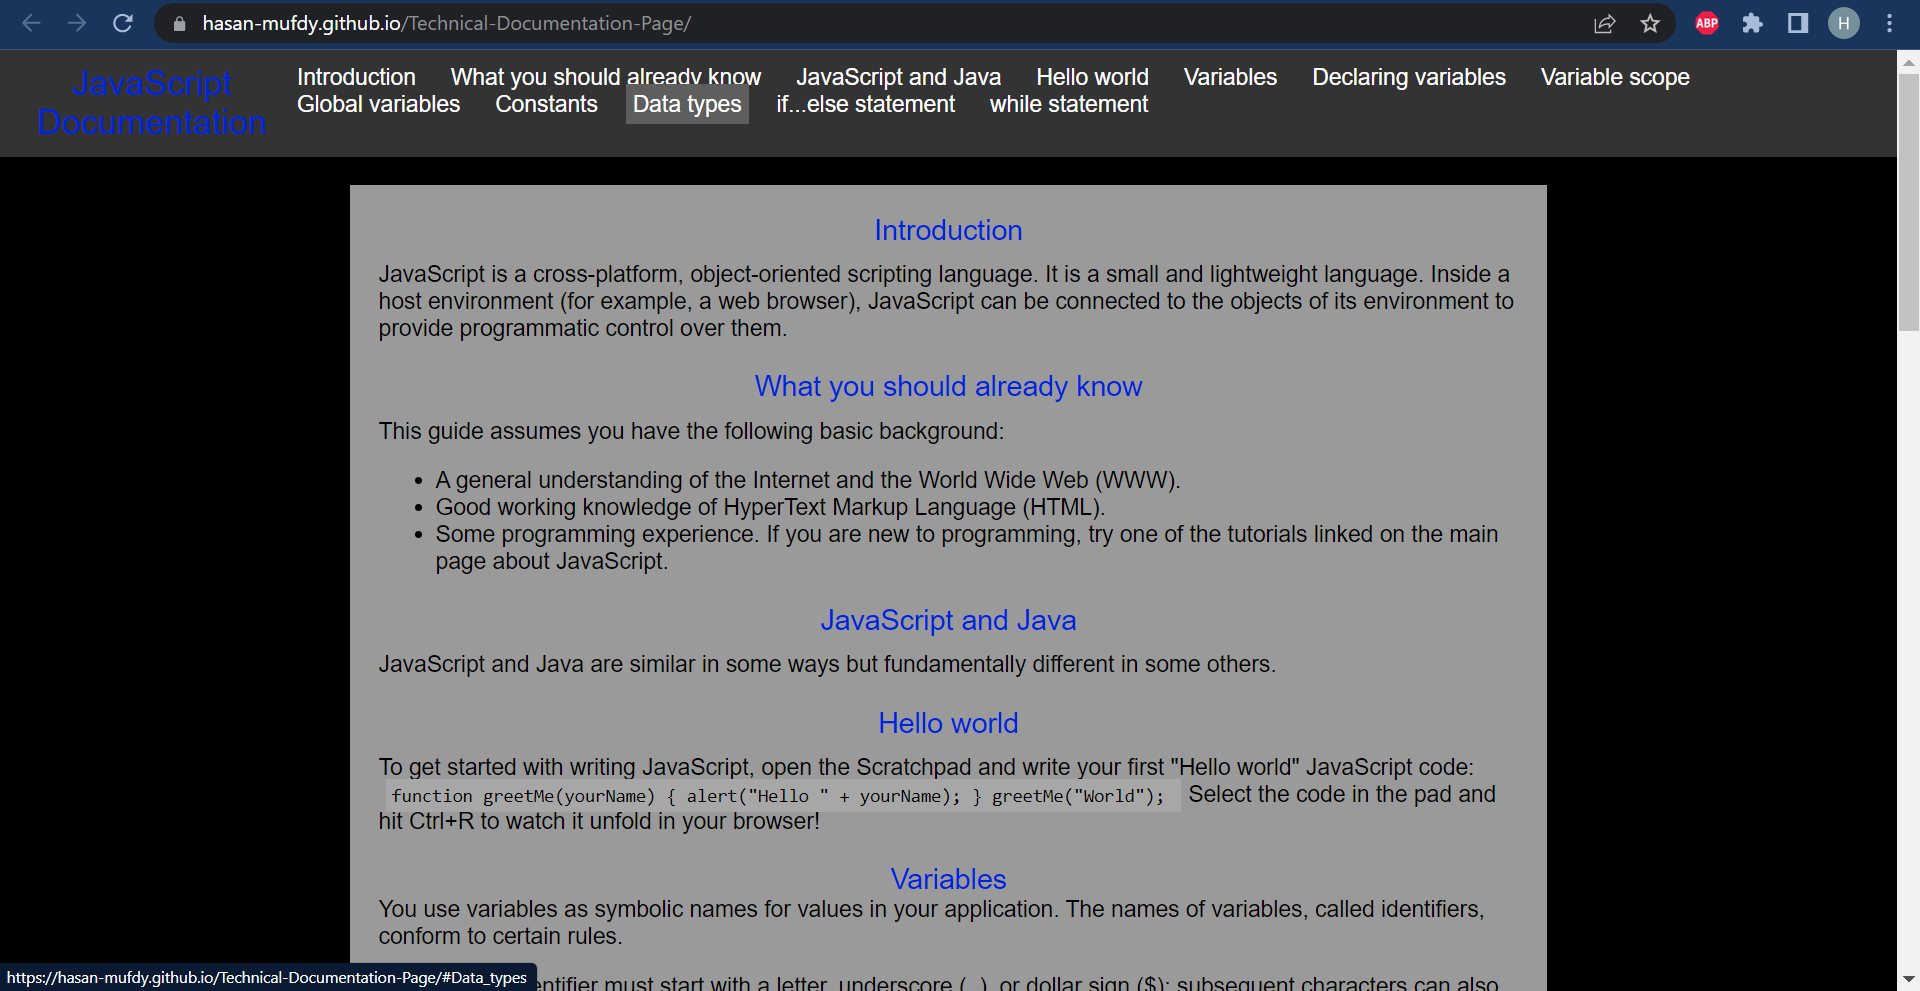 hasan-mufdy.github.io/Technical-Documentation-Page/
ABP
H
JavaScript
Documentation
Introduction What you should already know JavaScript and Java Hello world Variables Declaring variables Variable scope
Global variables Constants Data types if...else statement while statement
Introduction
JavaScript is a cross-platform, object-oriented scripting language. It is a small and lightweight language. Inside a
host environment (for example, a web browser), JavaScript can be connected to the objects of its environment to
provide programmatic control over them.
What you should already know
This guide assumes you have the following basic background:
• A general understanding of the Internet and the World Wide Web (WWW).
• Good working knowledge of HyperText Markup Language (HTML).
• Some programming experience. If you are new to programming, try one of the tutorials linked on the main
page about JavaScript.
JavaScript and Java
JavaScript and Java are similar in some ways but fundamentally different in some others.
Hello world
To get started with writing JavaScript, open the Scratchpad and write your first "Hello world" JavaScript code:
function greetMe(yourName) { alert("Hello " + yourName); } greetMe("World"); Select the code in the pad and
hit Ctrl+R to watch it unfold in your browser!
Variables
You use variables as symbolic names for values in your application. The names of variables, called identifiers,
conform to certain rules.
entifier must start with a letter, underscore (_), or dollar sign ($); subsequent characters can also
https://hasan-mufdy.github.io/Technical-Documentation-Page/#Data_types